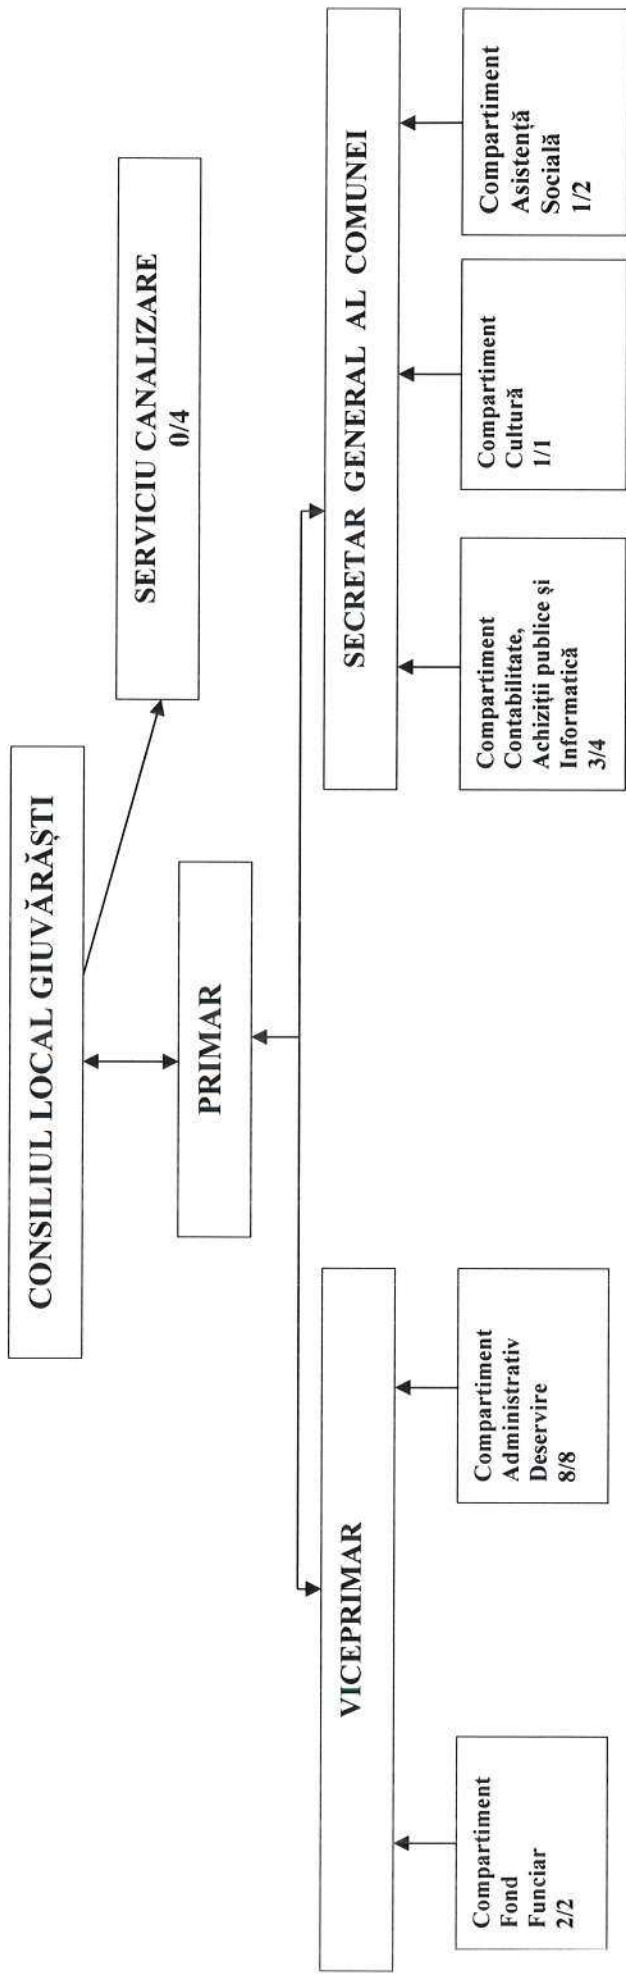 CONSILIUL LOCAL GIUVĂRĂȘTI
SERVICIU CANALIZARE
0/4
PRIMAR
VICEPRIMAR
SECRETAR GENERAL AL COMUNEI
Compartiment
Fond
Funciar
2/2
Compartiment
Administrativ
Deservire
8/8
Compartiment
Contabilitate,
Achiziții publice și
Informatică
3/4
Compartiment
Cultură
1/1
Compartiment
Asistență
Socială
1/2